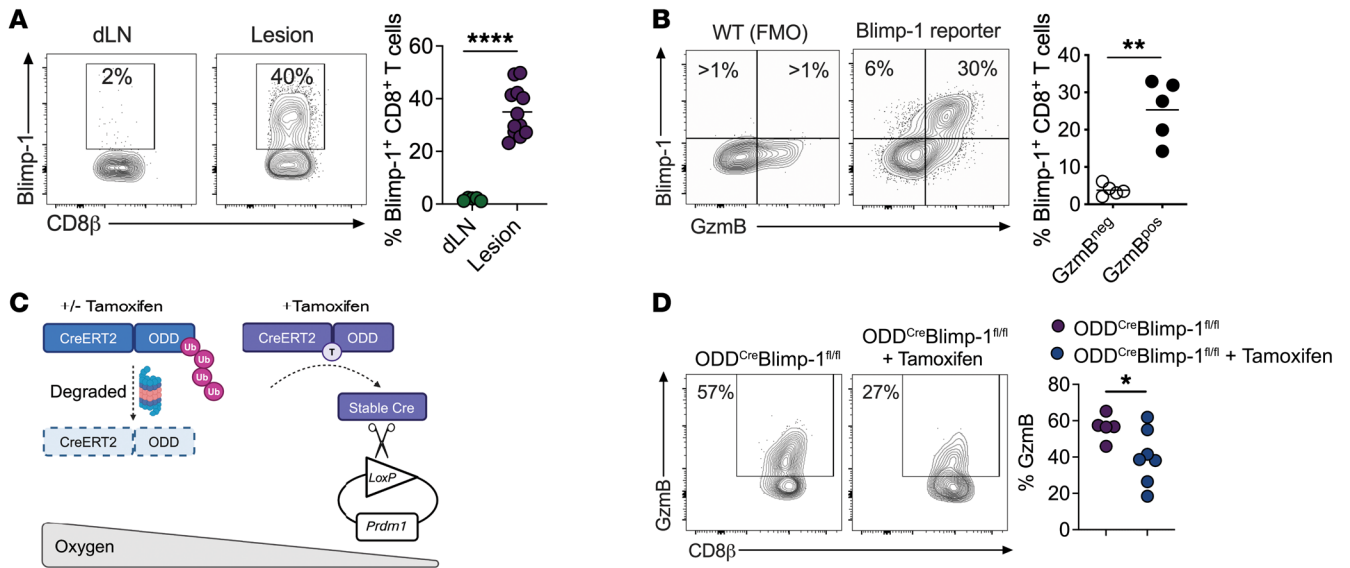 A
dLN
Lesion
2%
40%
Blimp-1
CD8β
% Blimp-1+ CD8+ T cells
60
40
20
0
****
dLN
Lesion
B
WT (FMO)
Blimp-1 reporter
>1%
>1%
6%
30%
Blimp-1
GzmB
% Blimp-1+ CD8+ T cells
40
30
20
10
0
**
GzmBneg
GzmBpos
C
+/- Tamoxifen
+Tamoxifen
CreERT2
ODD
Ub
Ub
Ub
Ub
CreERT2
ODD
T
Degraded
Stable Cre
CreERT2
ODD
LoxP
Prdm1
Oxygen
D
ODDCreBlimp-1fl/fl
ODDCreBlimp-1fl/fl
+ Tamoxifen
57%
27%
GzmB
CD8β
ODDCreBlimp-1fl/fl
ODDCreBlimp-1fl/fl + Tamoxifen
% GzmB
80
60
40
20
0
*